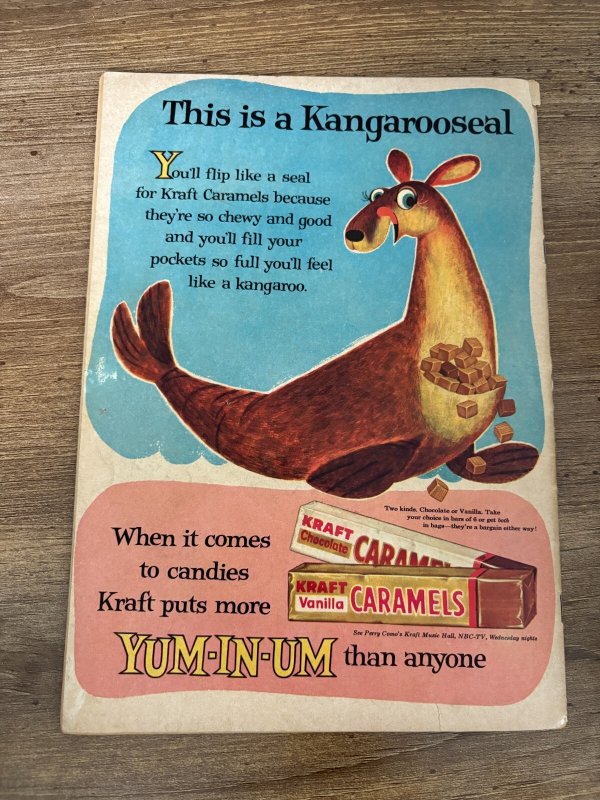 This is a Kangarooseal
You'll flip like a seal
for Kraft Caramels because
they're so chewy and good
and you'll fill your
pockets so full you'll feel
like a kangaroo.
Two kinds. Chocolate or Vanilla. Take
your choice in bars of 6 or get both
in bags—they're a bargain either way!
When it comes
to candies
Kraft puts more
YUM-IN-UM than anyone
KRAFT
Chocolate CARAMEL
KRAFT
Vanilla CARAMELS
See Perry Como's Kraft Music Hall, NBC-TV, Wednesday nights